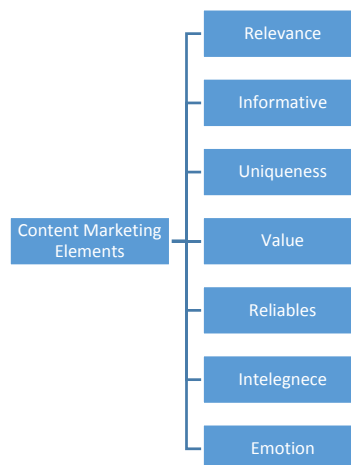 Relevance
Informative
Uniqueness
Content Marketing
Elements
Value
Reliables
Intelegnece
Emotion